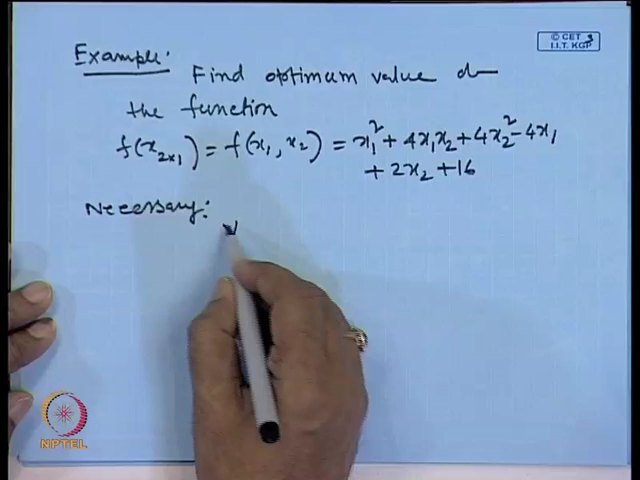 © CET
I.I.T. KGP
Example:
Find optimum value of
the function
f(x₂ₓ₁) = f(x₁, x₂) = x₁² + 4x₁x₂ + 4x₂² - 4x₁
+ 2x₂ + 16
Necessary:
NPTEL